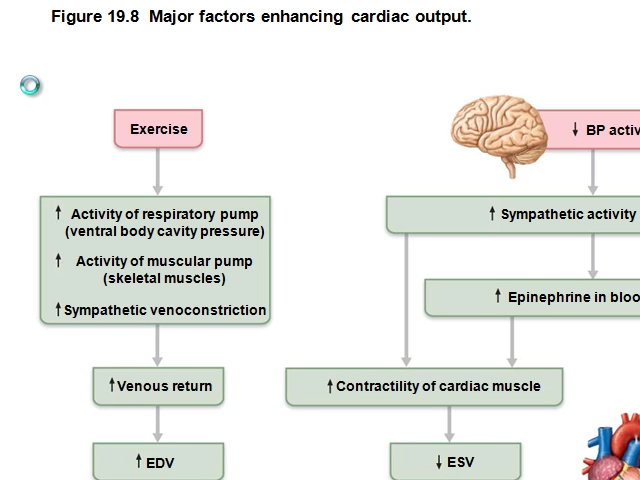 Figure 19.8 Major factors enhancing cardiac output.
Exercise
↓ BP
↑ Activity of respiratory pump
(ventral body cavity pressure)
↑ Activity of muscular pump
(skeletal muscles)
↑ Sympathetic venoconstriction
↑ Sympathetic activity
↑ Epinephrine in
↑ Venous return
↑ Contractility of cardiac muscle
↑ EDV
↓ ESV